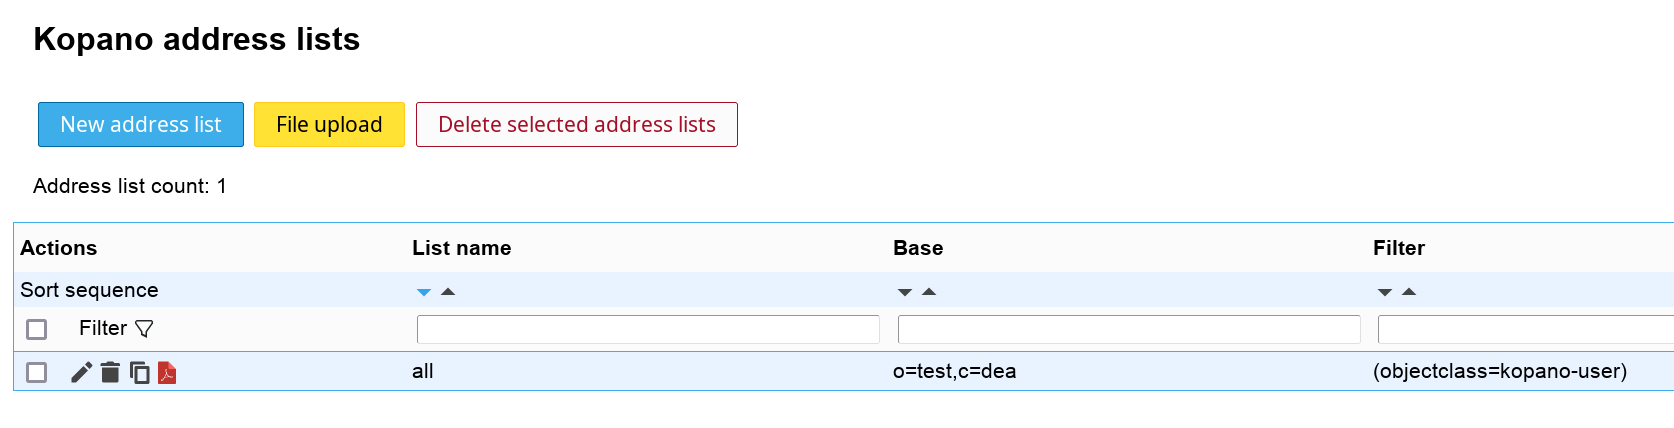 Kopano address lists
New address list File upload Delete selected address lists
Address list count: 1
Actions List name Base Filter
Sort sequence
Filter
all o=test,c=dea (objectclass=kopano-user)